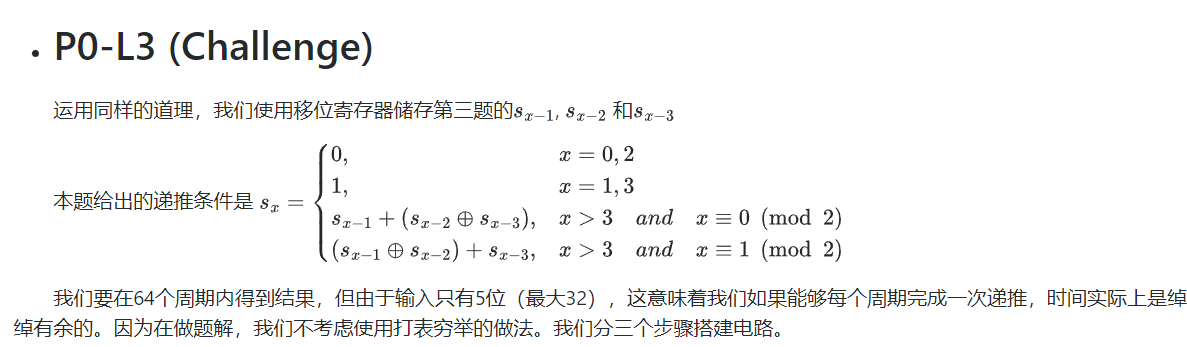 • P0-L3 (Challenge)
运用同样的道理，我们使用移位寄存器储存第三题的$s_{x-1}$, $s_{x-2}$ 和$s_{x-3}$
本题给出的递推条件是 $s_x = \begin{cases} 0, & x = 0, 2 \\ 1, & x = 1, 3 \\ s_{x-1} + (s_{x-2} \oplus s_{x-3}), & x > 3 \quad and \quad x \equiv 0 \pmod 2 \\ (s_{x-1} \oplus s_{x-2}) + s_{x-3}, & x > 3 \quad and \quad x \equiv 1 \pmod 2 \end{cases}$
我们要在64个周期内得到结果，但由于输入只有5位（最大32），这意味着我们如果能够每个周期完成一次递推，时间实际上是绰
绰有余的。因为在做题解，我们不考虑使用打表穷举的做法。我们分三个步骤搭建电路。